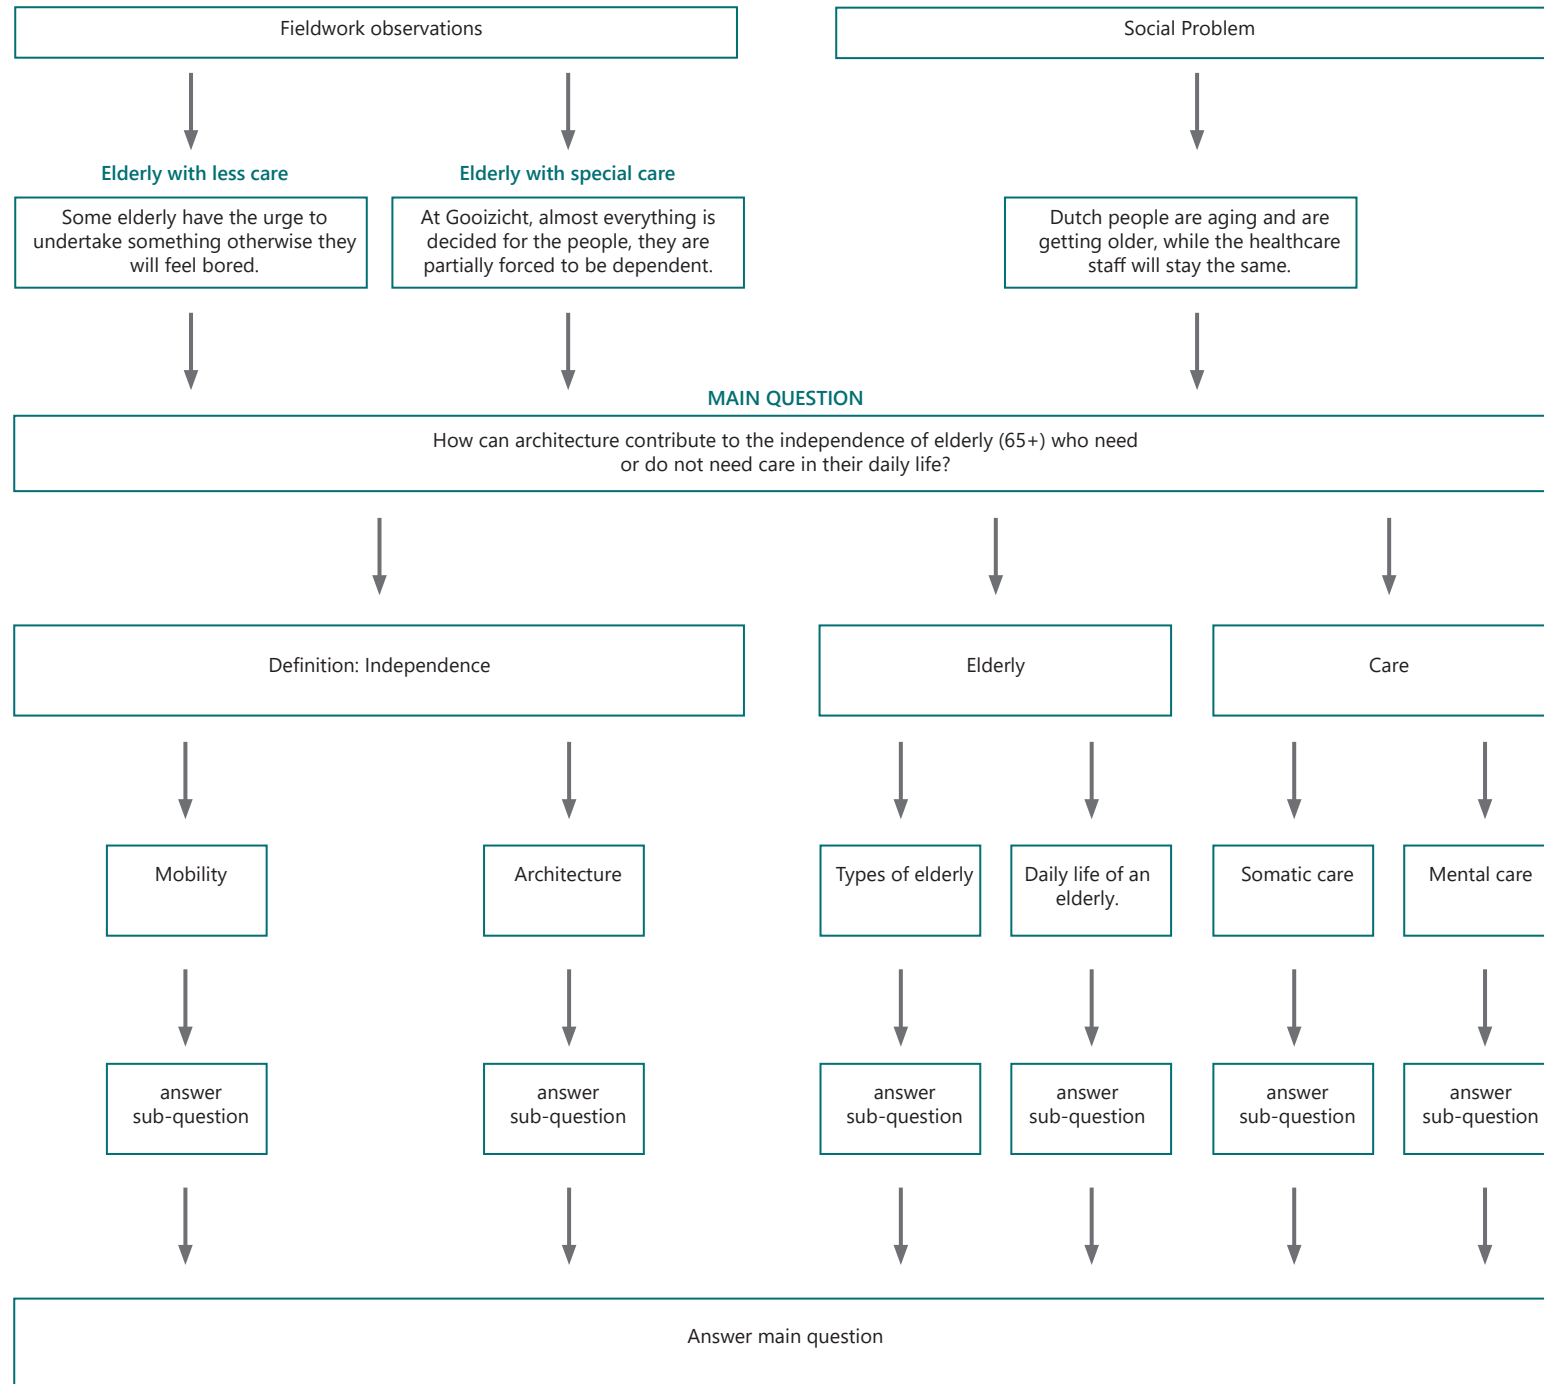 Fieldwork observations
Social Problem
Elderly with less care
Elderly with special care
Some elderly have the urge to
undertake something otherwise they
will feel bored.
At Gooizicht, almost everything is
decided for the people, they are
partially forced to be dependent.
Dutch people are aging and are
getting older, while the healthcare
staff will stay the same.
MAIN QUESTION
How can architecture contribute to the independence of elderly (65+) who need
or do not need care in their daily life?
Definition: Independence
Elderly
Care
Mobility
Architecture
Types of elderly
Daily life of an
elderly.
Somatic care
Mental care
answer
sub-question
answer
sub-question
answer
sub-question
answer
sub-question
answer
sub-question
answer
sub-question
Answer main question